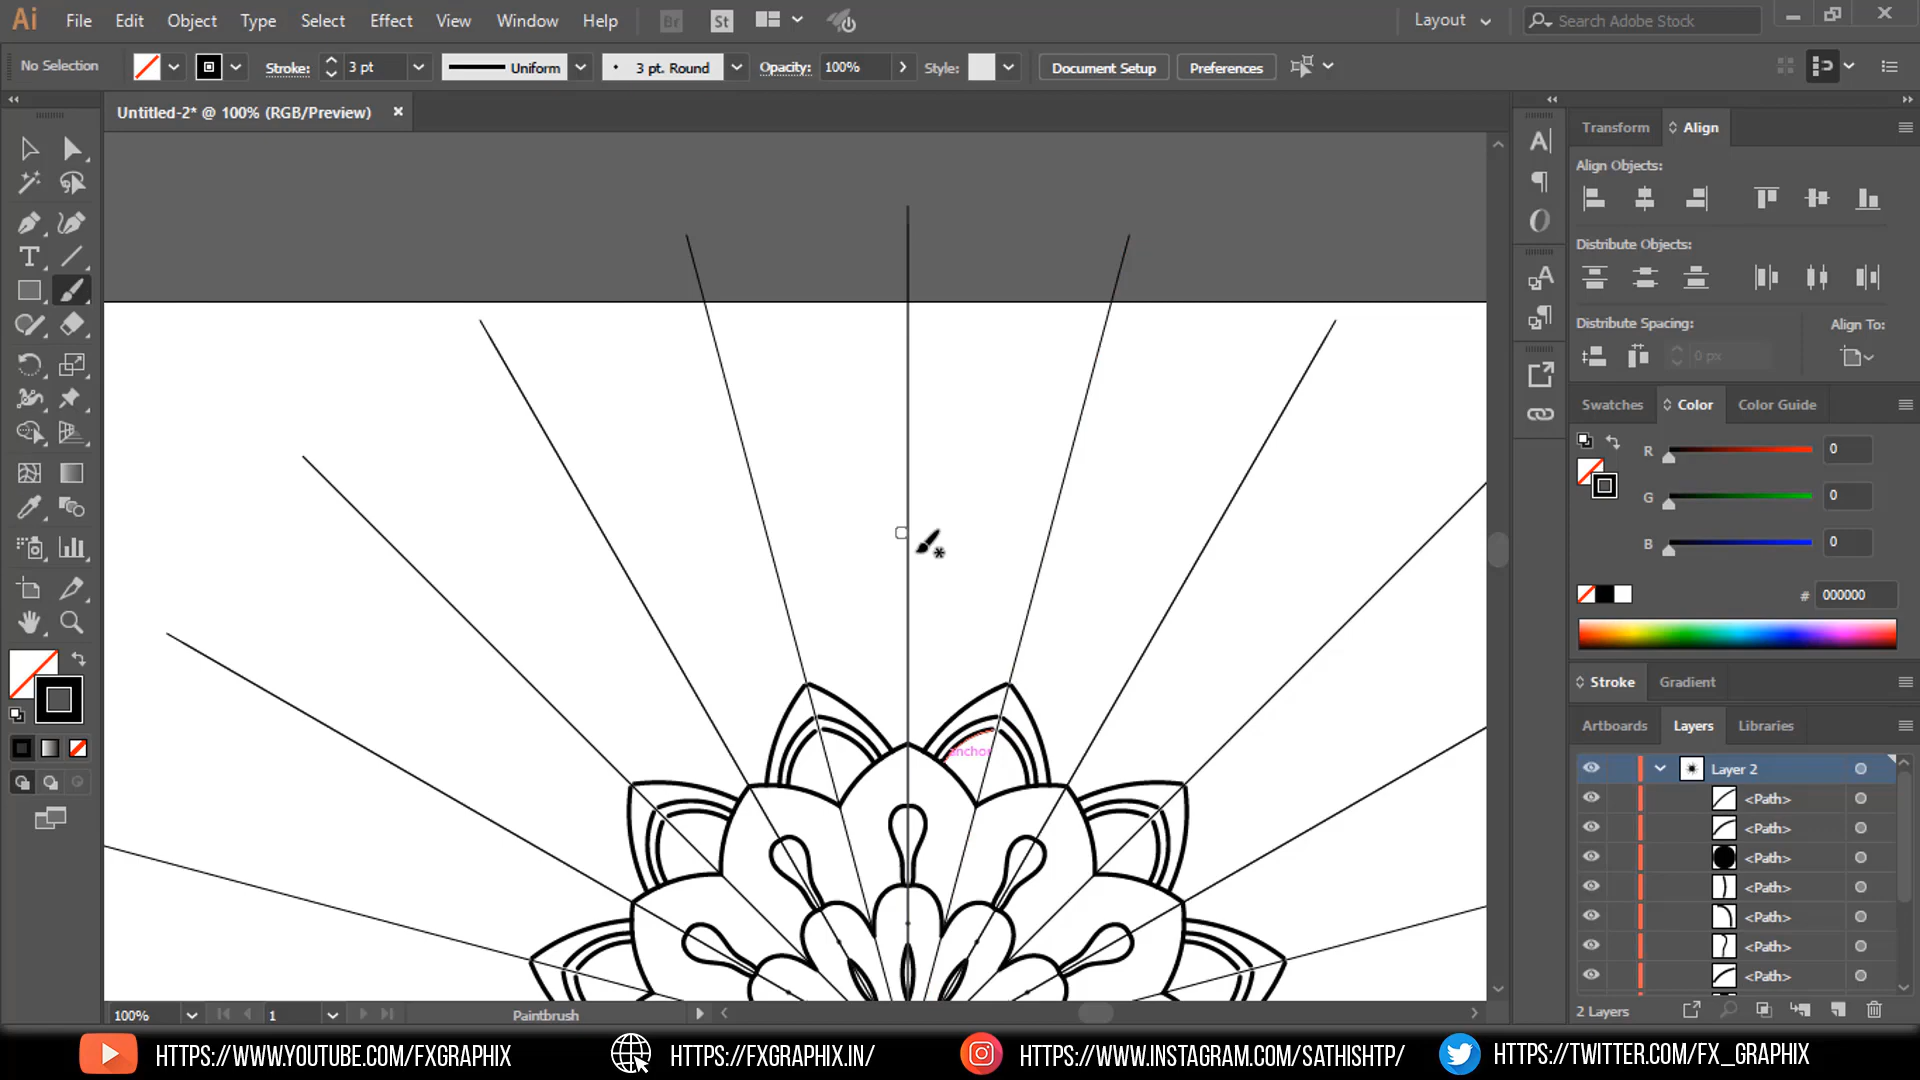 Ai File Edit Object Type Select Effect View Window Help Br St Layout Search Adobe Stock
No Selection Stroke: 3 pt Uniform 3 pt. Round Opacity: 100% Style: Document Setup Preferences
Untitled-2* @ 100% (RGB/Preview)
Transform Align
Align Objects:
Distribute Objects:
Distribute Spacing: Align To:
0 px
Swatches Color Color Guide
R 0
G 0
B 0
# 000000
Stroke Gradient
Artboards Layers Libraries
Layer 2
<Path>
<Path>
<Path>
<Path>
<Path>
<Path>
<Path>
2 Layers
anchor
100% 1 Paintbrush
HTTPS://WWW.YOUTUBE.COM/FXGRAPHIX HTTPS://FXGRAPHIX.IN/ HTTPS://WWW.INSTAGRAM.COM/SATHISHTP/ HTTPS://TWITTER.COM/FX_GRAPHIX